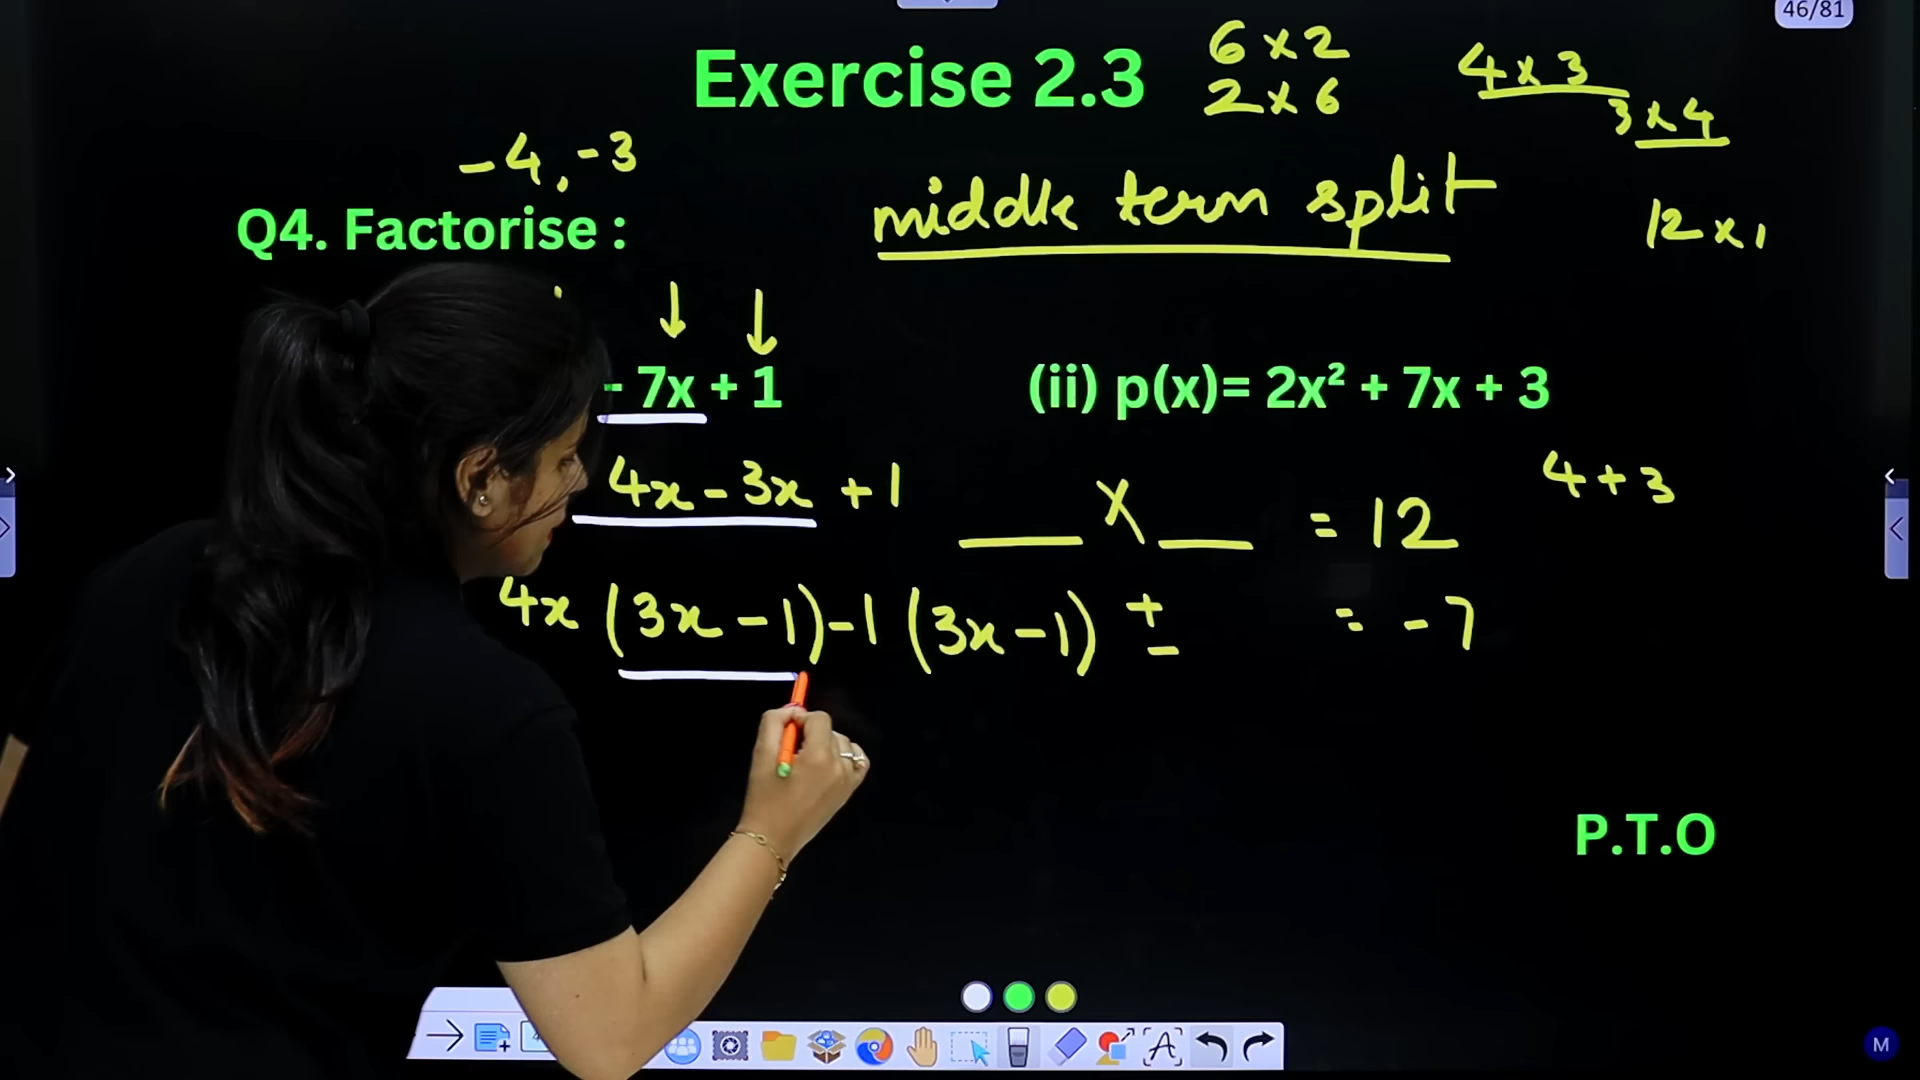 46/81
Exercise 2.3
6 x 2
2 x 6
4 x 3
3 x 4
12 x 1
-4, -3
middle term split
Q4. Factorise :
- 7x + 1
(ii) p(x)= 2x² + 7x + 3
4x - 3x + 1
___ X ___ = 12
4 + 3
4x (3x - 1) - 1 (3x - 1)
+
-
= -7
P.T.O
M